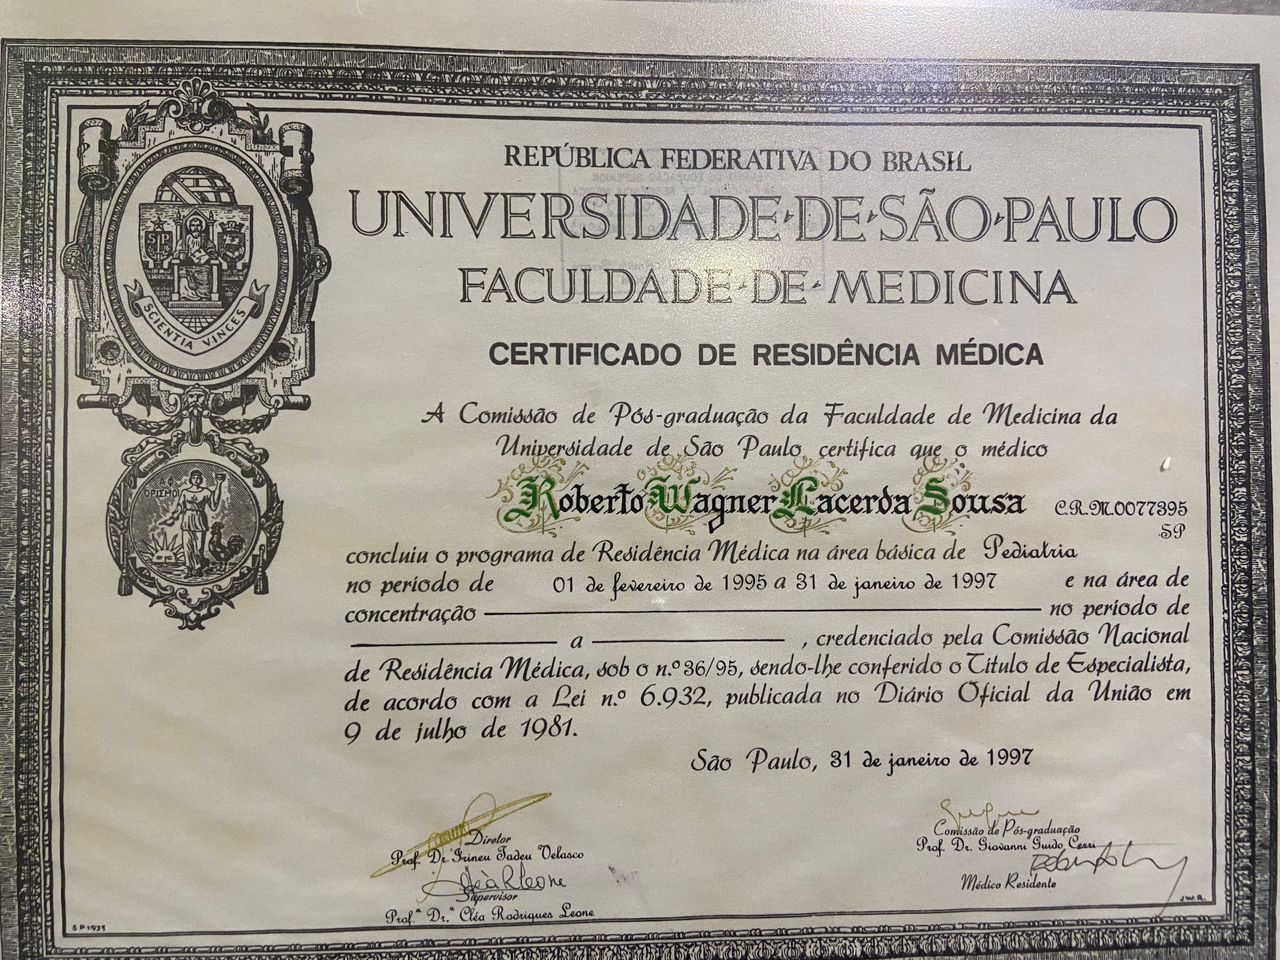 REPÚBLICA FEDERATIVA DO BRASIL
UNIVERSIDADE DE SÃO PAULO
FACULDADE DE MEDICINA
CERTIFICADO DE RESIDÊNCIA MÉDICA
A Comissão de Pós-graduação da Faculdade de Medicina da
Universidade de São Paulo certifica que o médico
Roberto Wagner Lacerda Sousa C.R.M.0077395
SP
concluiu o programa de Residência Médica na área básica de Pediatria
no período de 01 de fevereiro de 1995 a 31 de janeiro de 1997 e na área de
concentração no período de
a , credenciado pela Comissão Nacional
de Residência Médica, sob o n.º 36/95, sendo-lhe conferido o Título de Especialista,
de acordo com a Lei n.º 6.932, publicada no Diário Oficial da União em
9 de julho de 1981.
São Paulo, 31 de janeiro de 1997
SCIENTIA VINCES
Diretor
Prof. Dr. Irineu Tadeu Velasco
Cléa R Leone
Supervisor
Prof.ª Dr.ª Cléa Rodrigues Leone
Comissão de Pós-graduação
Prof. Dr. Giovanni Guido Cerri
Médico Residente
J.W.R.